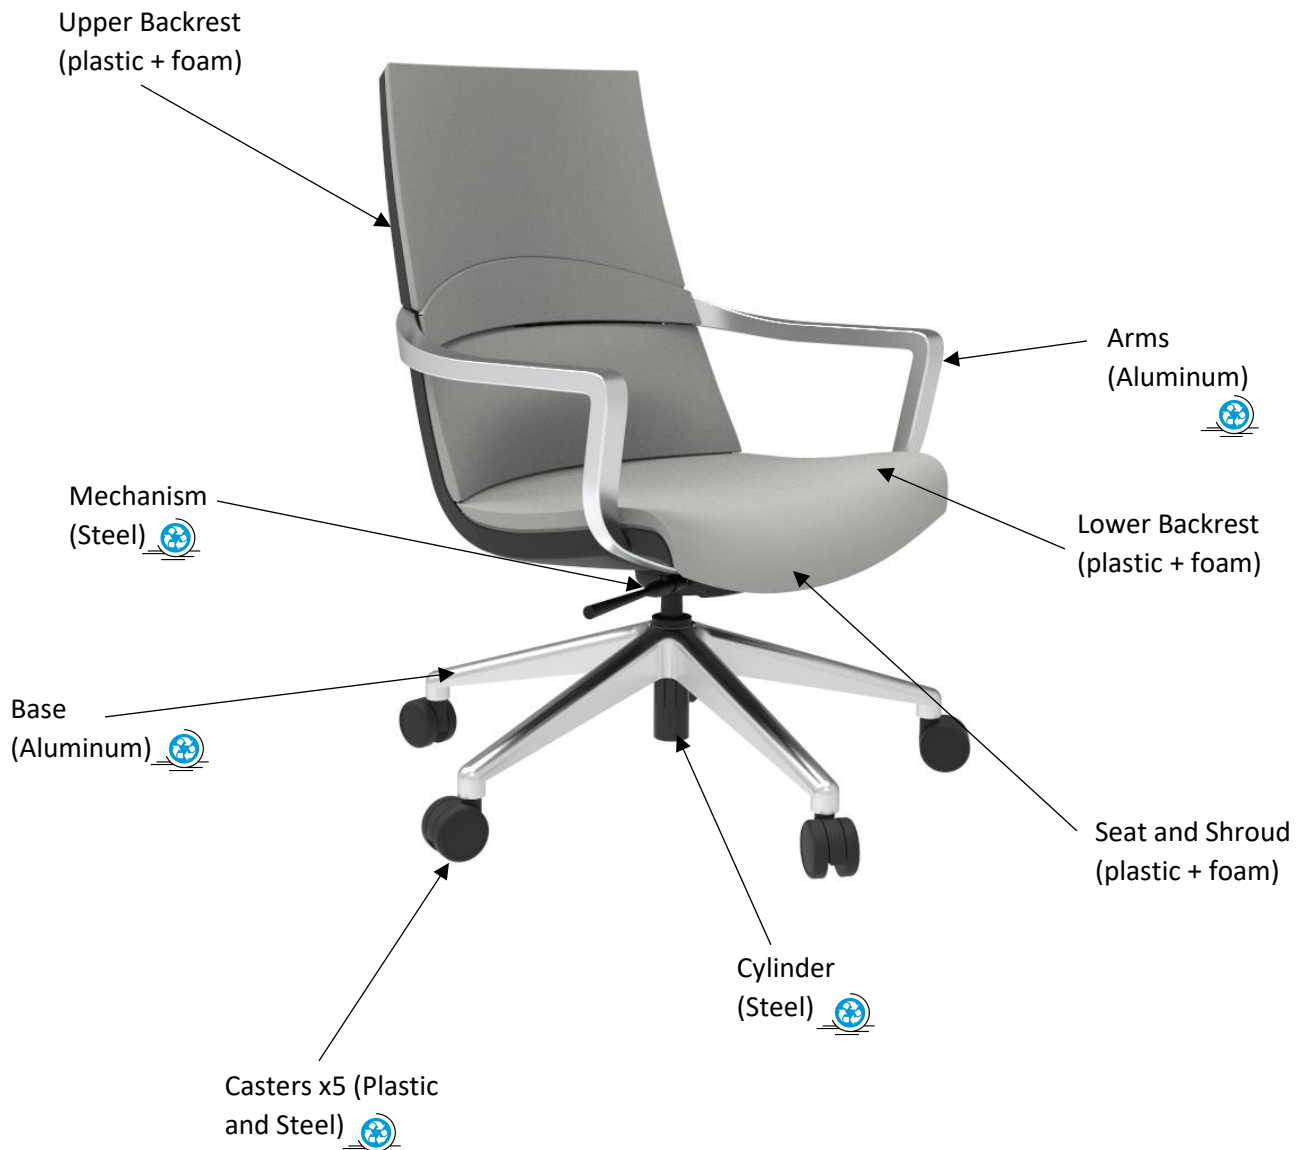 Upper Backrest
(plastic + foam)
Arms
(Aluminum)
Mechanism
(Steel)
Lower Backrest
(plastic + foam)
Base
(Aluminum)
Seat and Shroud
(plastic + foam)
Cylinder
(Steel)
Casters x5 (Plastic
and Steel)